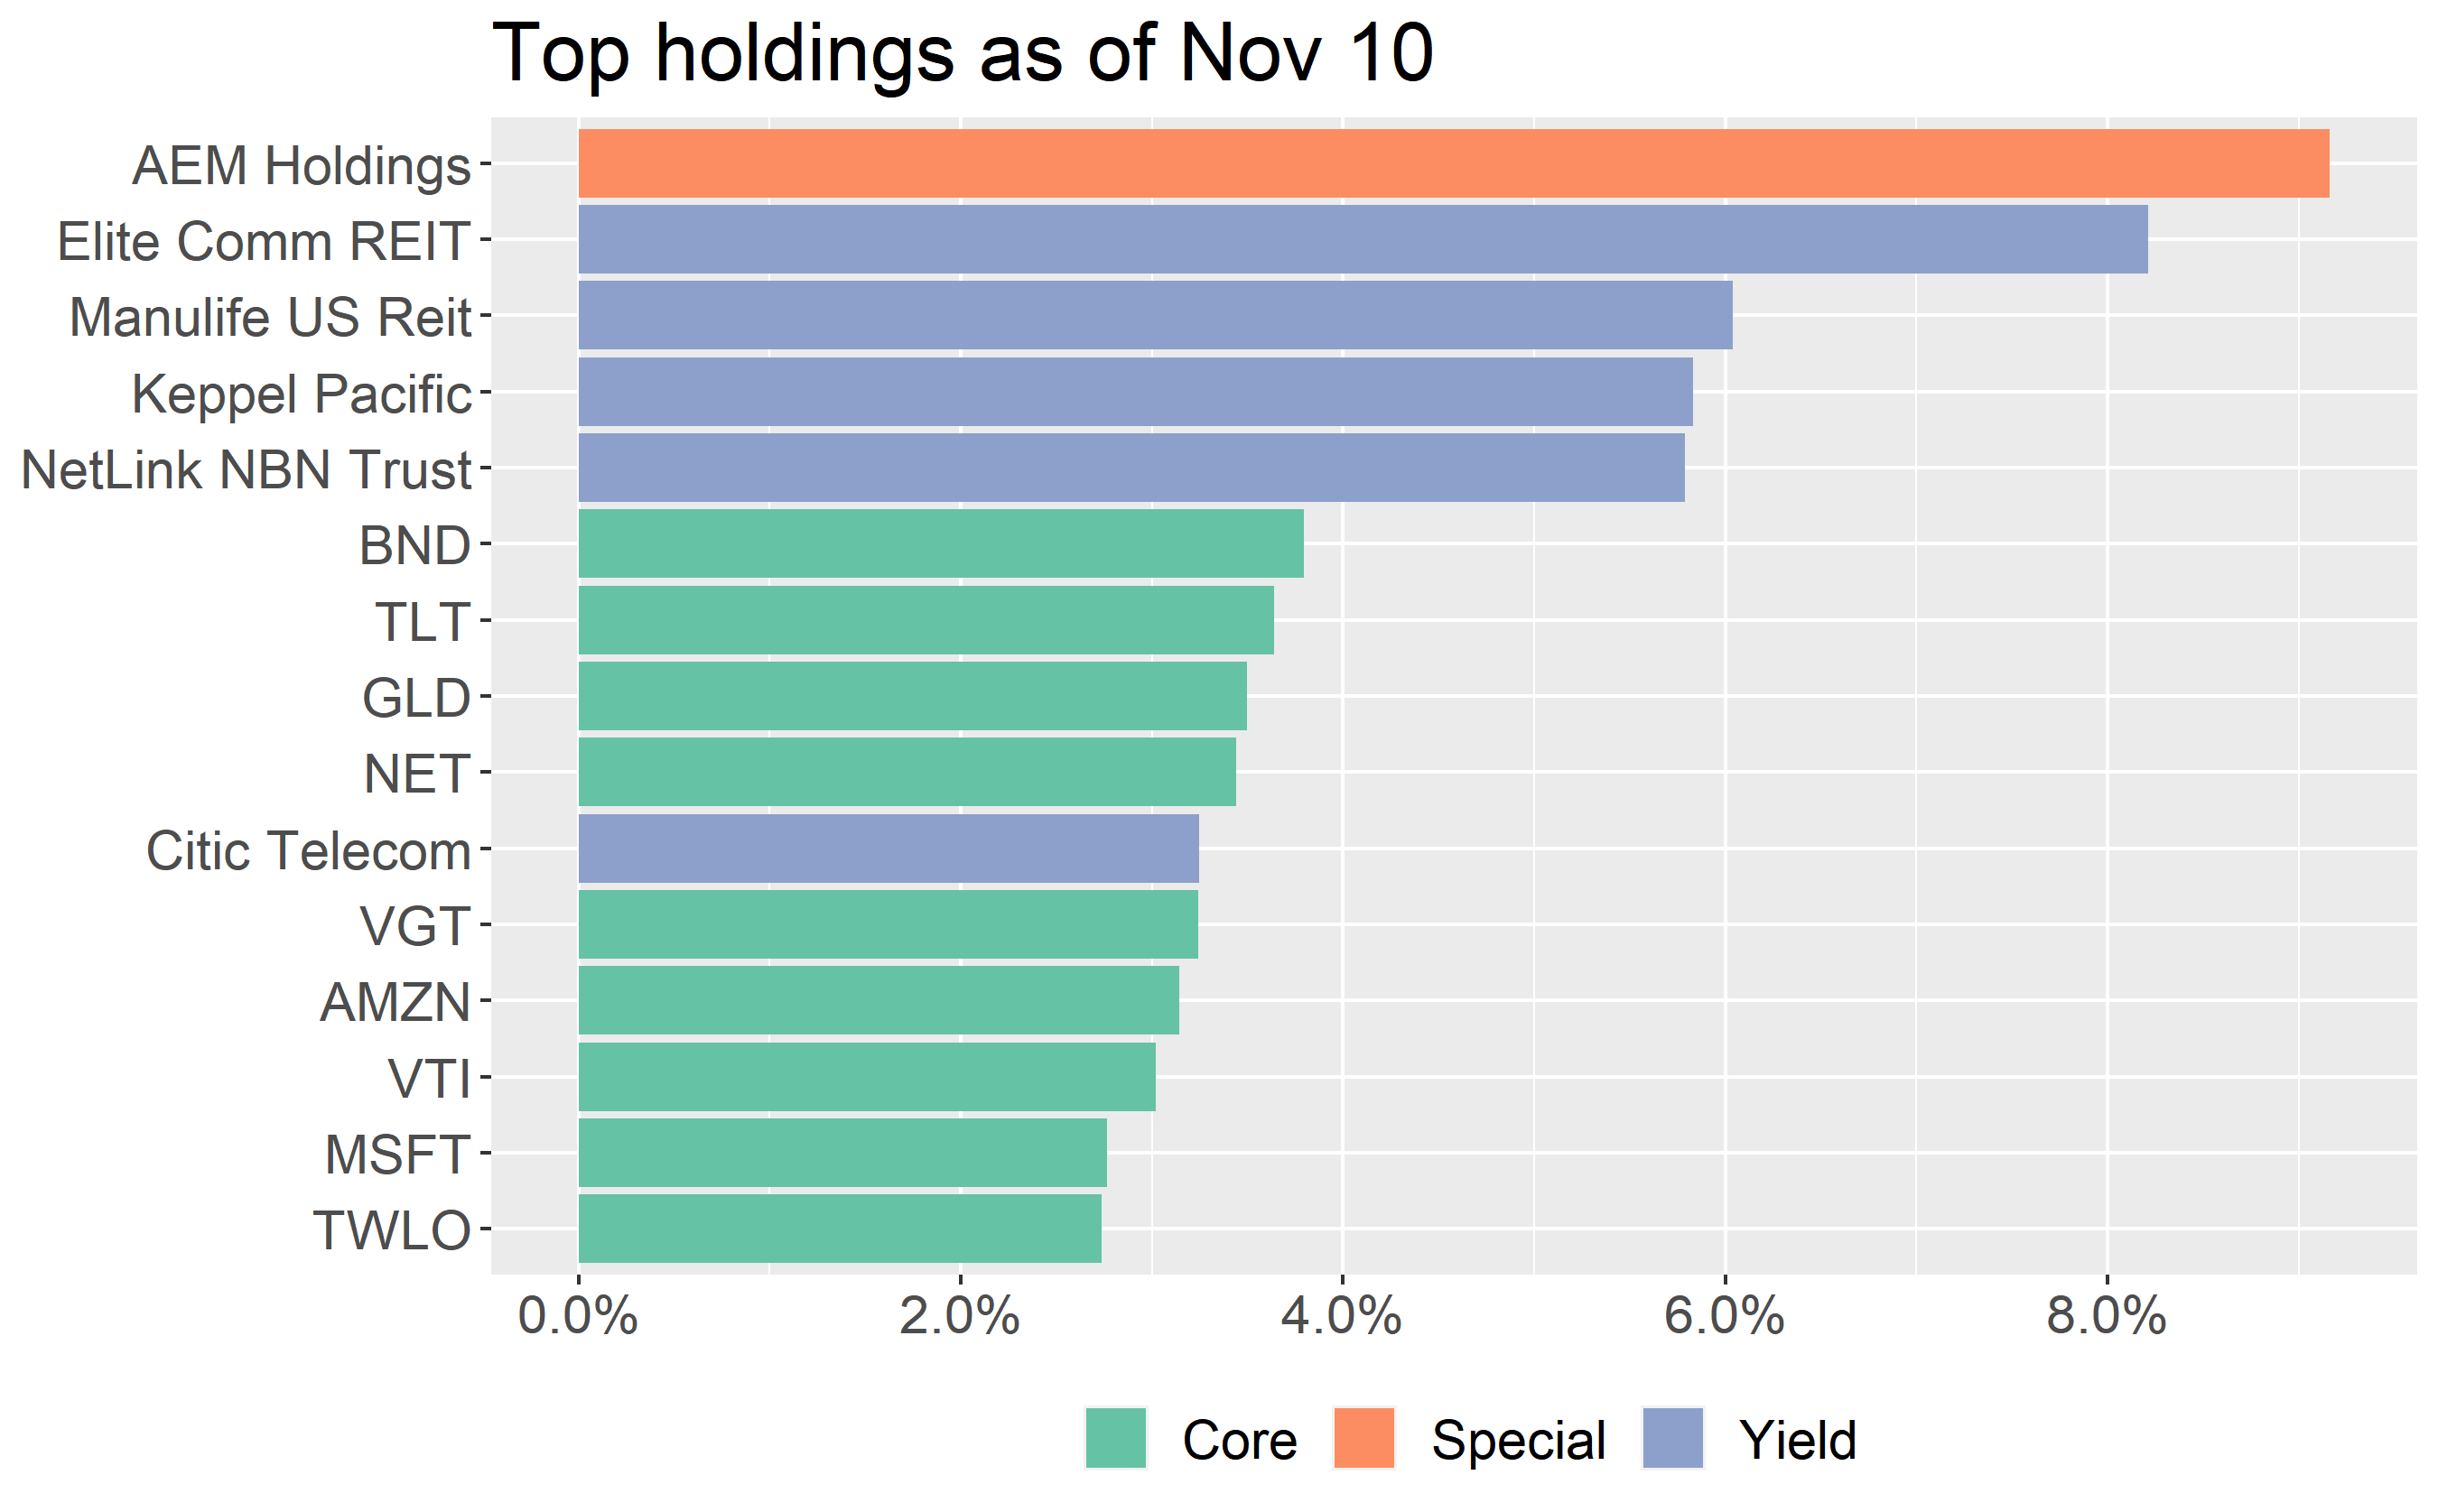 Top holdings as of Nov 10
AEM Holdings
Elite Comm REIT
Manulife US Reit
Keppel Pacific
NetLink NBN Trust
BND
TLT
GLD
NET
Citic Telecom
VGT
AMZN
VTI
MSFT
TWLO
0.0% 2.0% 4.0% 6.0% 8.0%
Core Special Yield